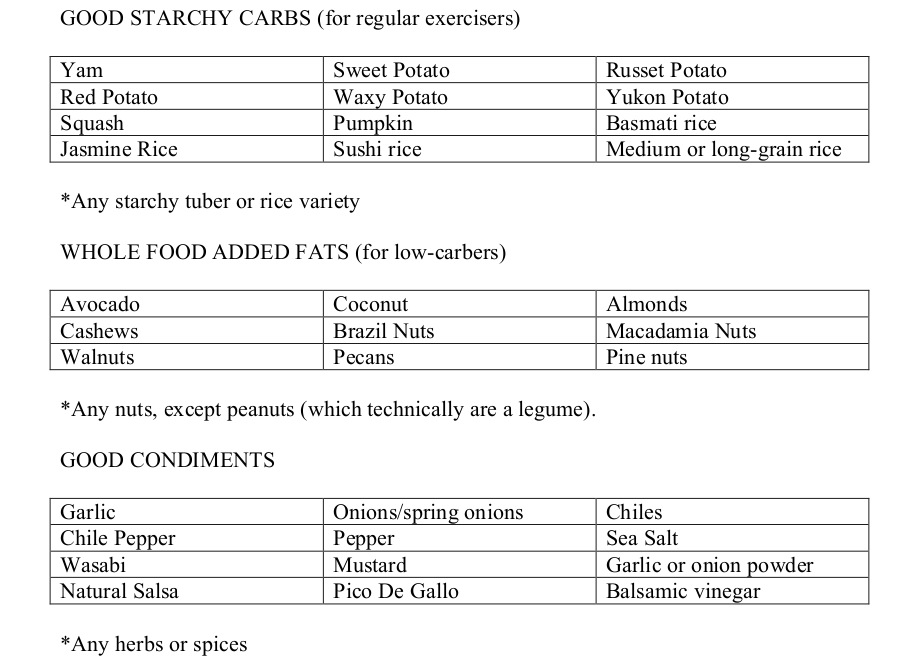 GOOD STARCHY CARBS (for regular exercisers)
Yam Sweet Potato Russet Potato
Red Potato Waxy Potato Yukon Potato
Squash Pumpkin Basmati rice
Jasmine Rice Sushi rice Medium or long-grain rice
*Any starchy tuber or rice variety
WHOLE FOOD ADDED FATS (for low-carbers)
Avocado Coconut Almonds
Cashews Brazil Nuts Macadamia Nuts
Walnuts Pecans Pine nuts
*Any nuts, except peanuts (which technically are a legume).
GOOD CONDIMENTS
Garlic Onions/spring onions Chiles
Chile Pepper Pepper Sea Salt
Wasabi Mustard Garlic or onion powder
Natural Salsa Pico De Gallo Balsamic vinegar
*Any herbs or spices